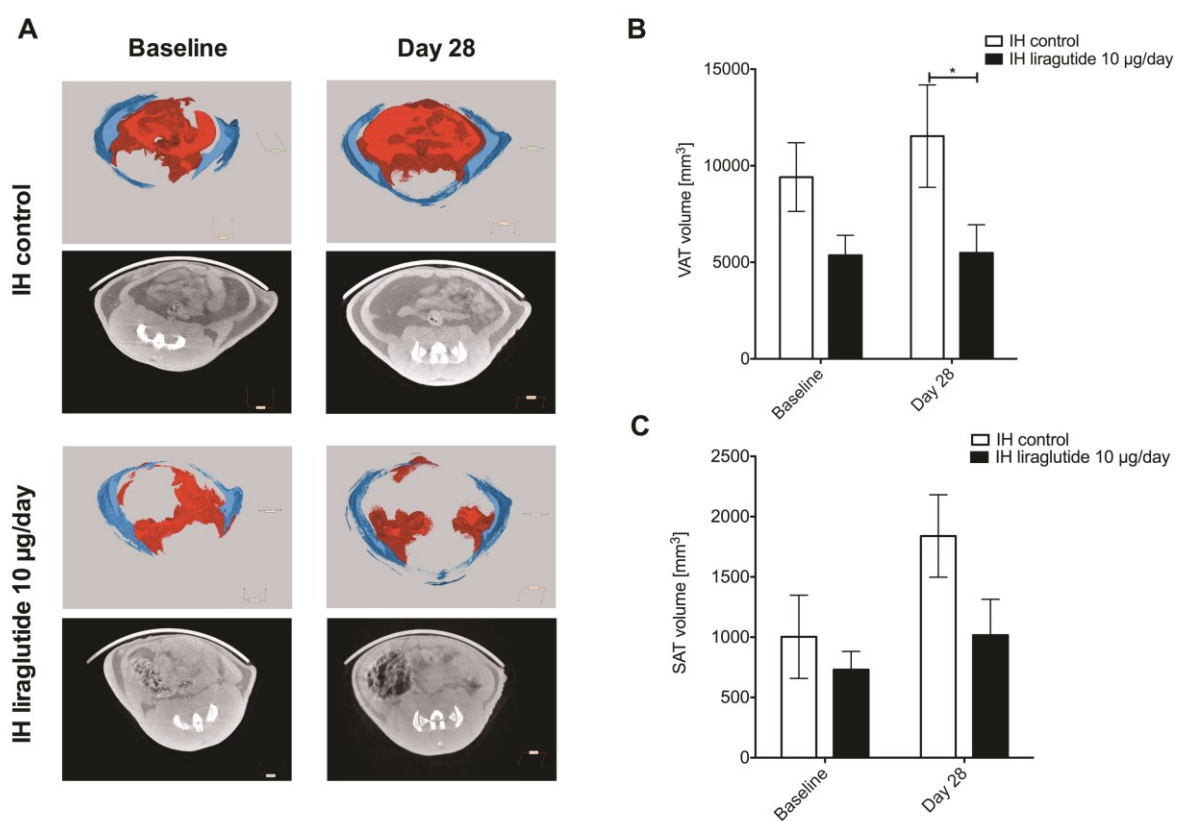 A
Baseline
Day 28
IH control
IH liraglutide 10 µg/day
B
IH control
IH liragutide 10 µg/day
15000
10000
5000
0
VAT volume [mm³]
*
Baseline
Day 28
C
IH control
IH liraglutide 10 µg/day
2500
2000
1500
1000
500
0
SAT volume [mm³]
Baseline
Day 28